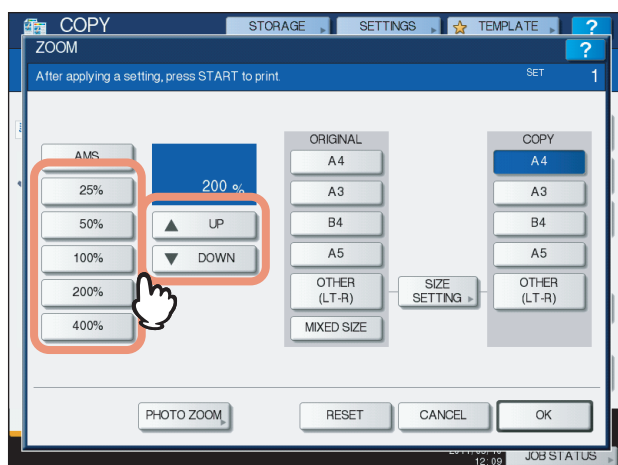 COPY STORAGE SETTINGS TEMPLATE ?
ZOOM ?
After applying a setting, press START to print. SET 1
ORIGINAL COPY
AMS
A4 A4
25% 200 % A3 A3
50% UP B4 B4
100% DOWN A5 A5
200% OTHER (LT-R) SIZE SETTING OTHER (LT-R)
400% MIXED SIZE
PHOTO ZOOM RESET CANCEL OK
12:09 JOB STATUS